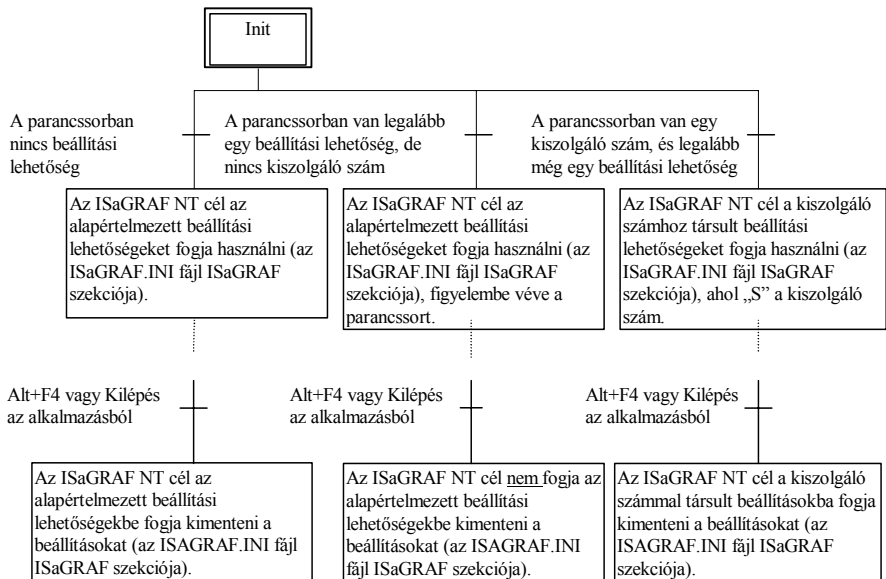 Init
A parancssorban
nincs beállítási
lehetőség
A parancssorban van legalább
egy beállítási lehetőség, de
nincs kiszolgáló szám
A parancssorban van egy
kiszolgáló szám, és legalább
még egy beállítási lehetőség
Az ISaGRAF NT cél az
alapértelmezett beállítási
lehetőségeket fogja használni (az
ISaGRAF.INI fájl ISaGRAF
szekciója).
Az ISaGRAF NT cél az
alapértelmezett beállítási
lehetőségeket fogja használni (az
ISaGRAF.INI fájl ISaGRAF
szekciója), figyelembe véve a
parancssort.
Az ISaGRAF NT cél a kiszolgáló
számhoz társult beállítási
lehetőségeket fogja használni (az
ISaGRAF.INI fájl ISaGRAF
szekciója), ahol „S” a kiszolgáló
szám.
Alt+F4 vagy Kilépés
az alkalmazásból
Alt+F4 vagy Kilépés
az alkalmazásból
Alt+F4 vagy Kilépés
az alkalmazásból
Az ISaGRAF NT cél az
alapértelmezett beállítási
lehetőségekbe fogja kimenteni a
beállításokat (az ISAGRAF.INI fájl
ISaGRAF szekciója).
Az ISaGRAF NT cél nem fogja az
alapértelmezett beállítási
lehetőségekbe kimenteni a
beállításokat (az ISAGRAF.INI
fájl ISaGRAF szekciója).
Az ISaGRAF NT cél a kiszolgáló
számmal társult beállításokba fogja
kimenteni a beállításokat (az
ISAGRAF.INI fájl ISaGRAF
szekciója).